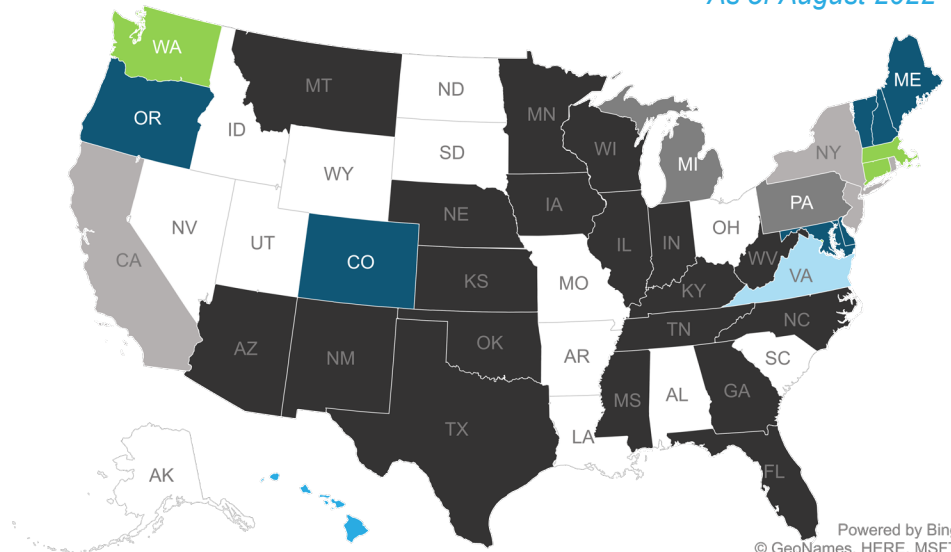 As of August 2022
WA
ME
MT
ND
OR
MN
ID
NY
SD
WI
MI
WY
PA
IA
NE
OH
NV
IL
IN
UT
CO
WV
CA
VA
KS
MO
KY
NC
TN
OK
AZ
NM
AR
SC
AL
GA
MS
TX
LA
FL
AK
Powered by Bing
© GeoNames, HERE, MSFT